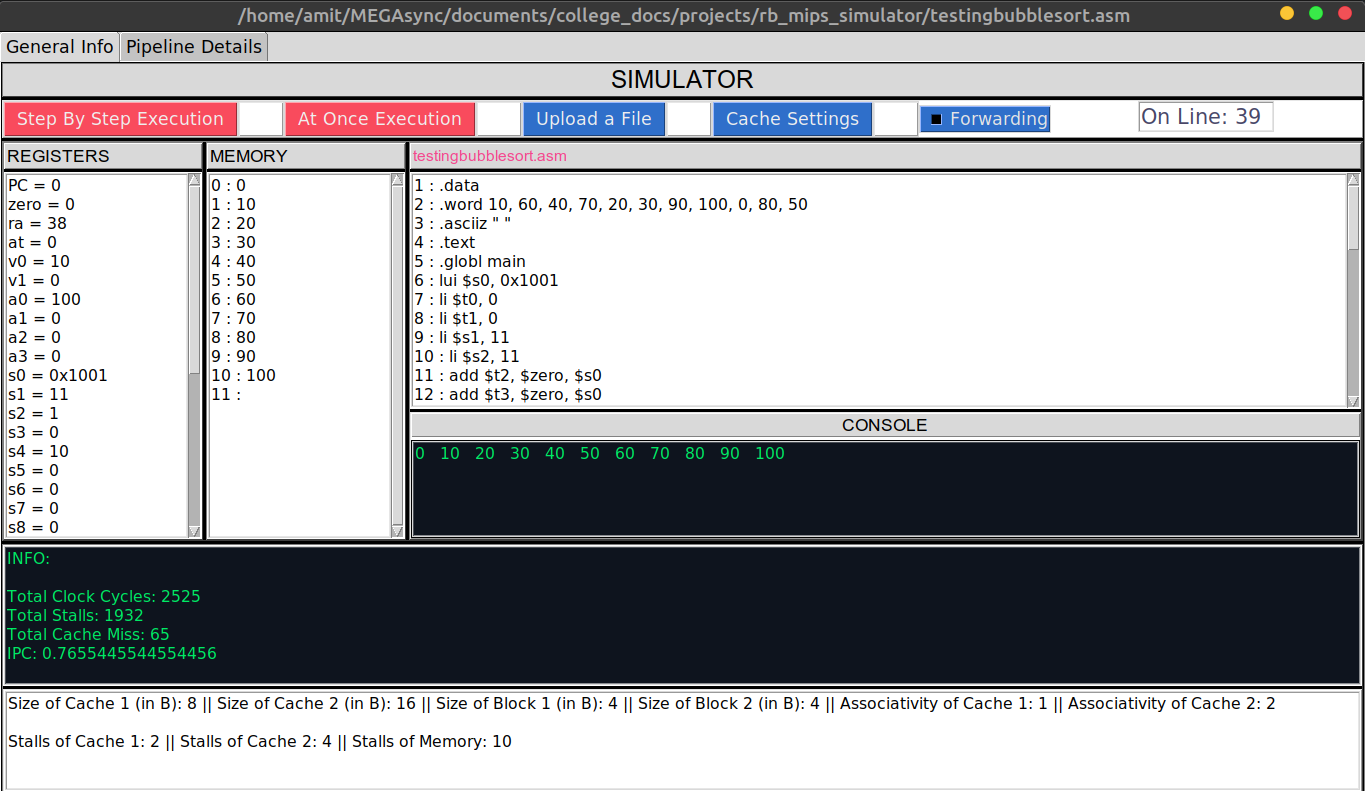 /home/amit/MEGAsync/documents/college_docs/projects/rb_mips_simulator/testingbubblesort.asm
General Info
Pipeline Details
SIMULATOR
Step By Step Execution
At Once Execution
Upload a File
Cache Settings
Forwarding
On Line: 39
REGISTERS
PC = 0
zero = 0
ra = 38
at = 0
v0 = 10
v1 = 0
a0 = 100
a1 = 0
a2 = 0
a3 = 0
s0 = 0x1001
s1 = 11
s2 = 1
s3 = 0
s4 = 10
s5 = 0
s6 = 0
s7 = 0
s8 = 0
MEMORY
0 : 0
1 : 10
2 : 20
3 : 30
4 : 40
5 : 50
6 : 60
7 : 70
8 : 80
9 : 90
10 : 100
11 :
testingbubblesort.asm
1 : .data
2 : .word 10, 60, 40, 70, 20, 30, 90, 100, 0, 80, 50
3 : .asciiz " "
4 : .text
5 : .globl main
6 : lui $s0, 0x1001
7 : li $t0, 0
8 : li $t1, 0
9 : li $s1, 11
10 : li $s2, 11
11 : add $t2, $zero, $s0
12 : add $t3, $zero, $s0
CONSOLE
0 10 20 30 40 50 60 70 80 90 100
INFO:
Total Clock Cycles: 2525
Total Stalls: 1932
Total Cache Miss: 65
IPC: 0.7655445544554456
Size of Cache 1 (in B): 8 || Size of Cache 2 (in B): 16 || Size of Block 1 (in B): 4 || Size of Block 2 (in B): 4 || Associativity of Cache 1: 1 || Associativity of Cache 2: 2
Stalls of Cache 1: 2 || Stalls of Cache 2: 4 || Stalls of Memory: 10